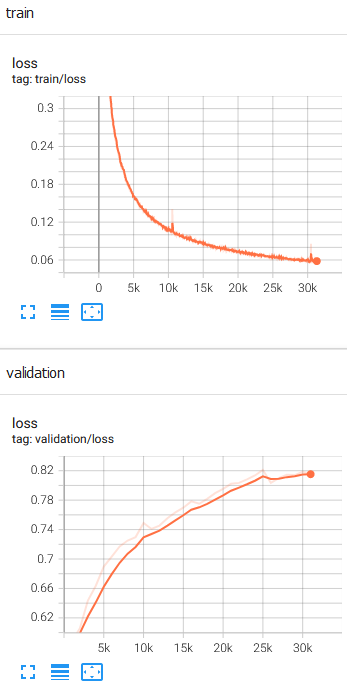 train
loss
tag: train/loss
0.3
0.24
0.18
0.12
0.06
0 5k 10k 15k 20k 25k 30k
validation
loss
tag: validation/loss
0.82
0.78
0.74
0.7
0.66
0.62
5k 10k 15k 20k 25k 30k